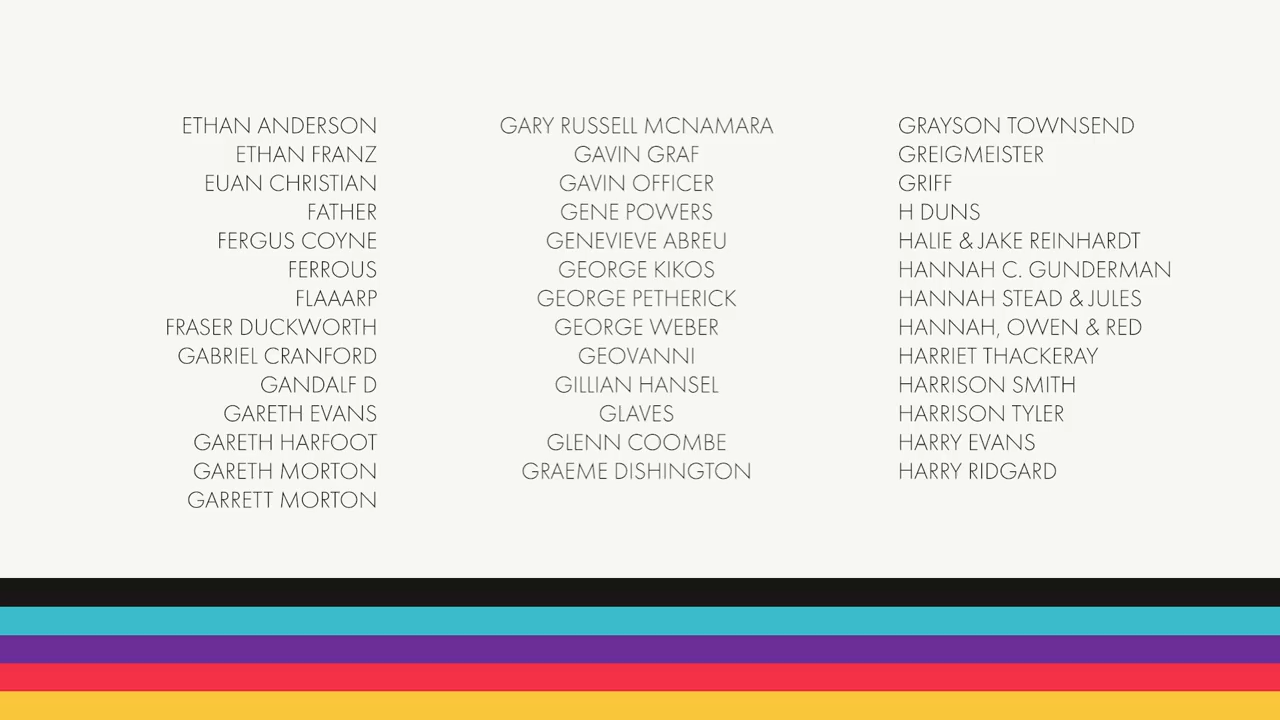 ETHAN ANDERSON
ETHAN FRANZ
EUAN CHRISTIAN
FATHER
FERGUS COYNE
FERROUS
FLAAARP
FRASER DUCKWORTH
GABRIEL CRANFORD
GANDALF D
GARETH EVANS
GARETH HARFOOT
GARETH MORTON
GARRETT MORTON
GARY RUSSELL MCNAMARA
GAVIN GRAF
GAVIN OFFICER
GENE POWERS
GENEVIEVE ABREU
GEORGE KIKOS
GEORGE PETHERICK
GEORGE WEBER
GEOVANNI
GILLIAN HANSEL
GLAVES
GLENN COOMBE
GRAEME DISHINGTON
GRAYSON TOWNSEND
GREIGMEISTER
GRIFF
H DUNS
HALIE & JAKE REINHARDT
HANNAH C. GUNDERMAN
HANNAH STEAD & JULES
HANNAH, OWEN & RED
HARRIET THACKERAY
HARRISON SMITH
HARRISON TYLER
HARRY EVANS
HARRY RIDGARD